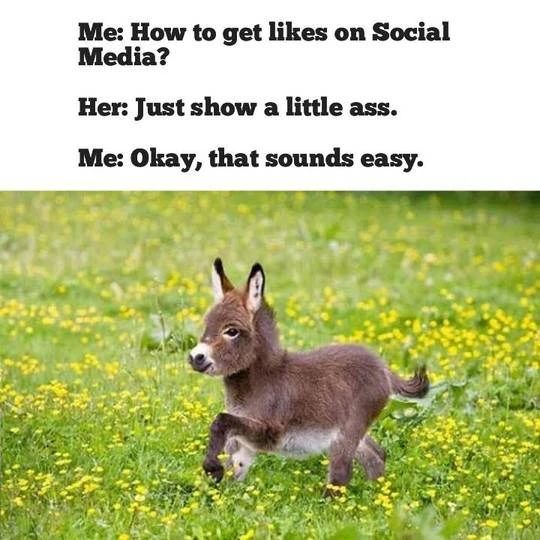 Me: How to get likes on Social
Media?
Her: Just show a little ass.
Me: Okay, that sounds easy.